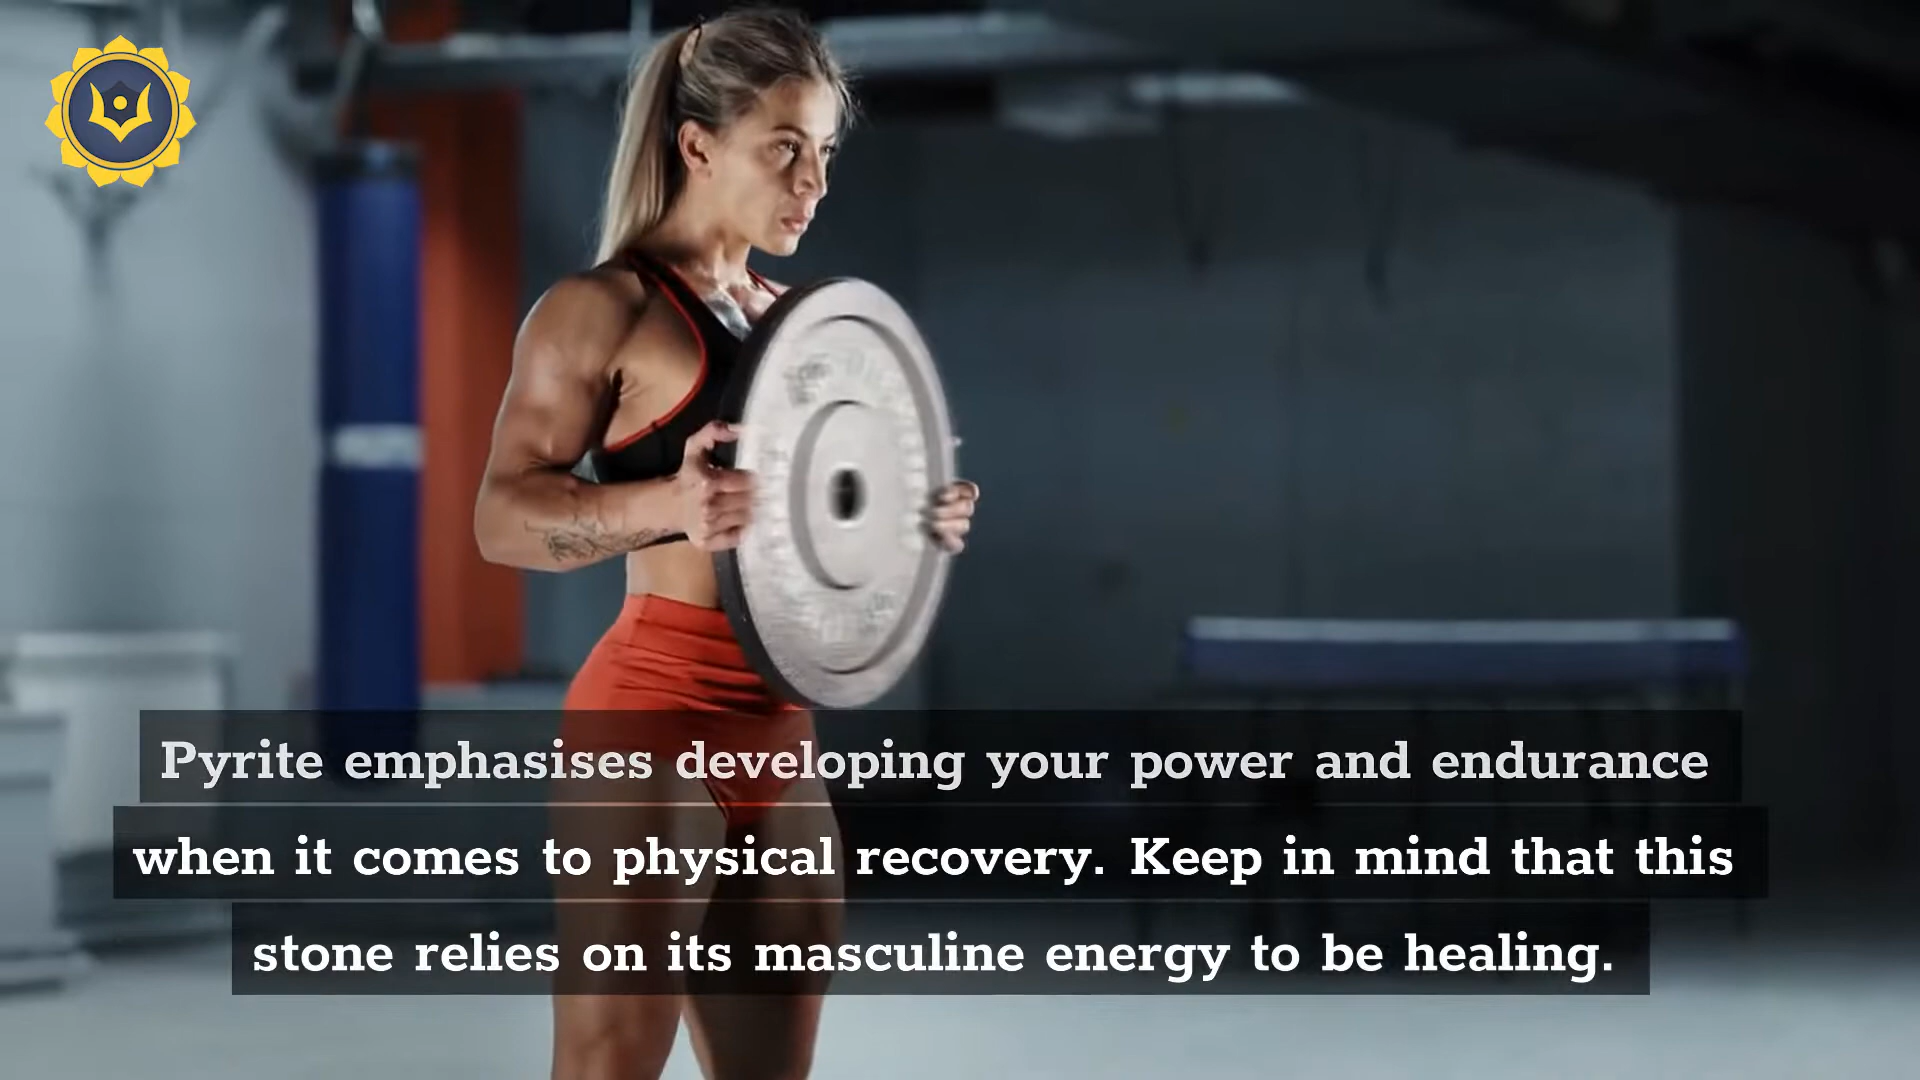 Pyrite emphasises developing your power and endurance
when it comes to physical recovery. Keep in mind that this
stone relies on its masculine energy to be healing.